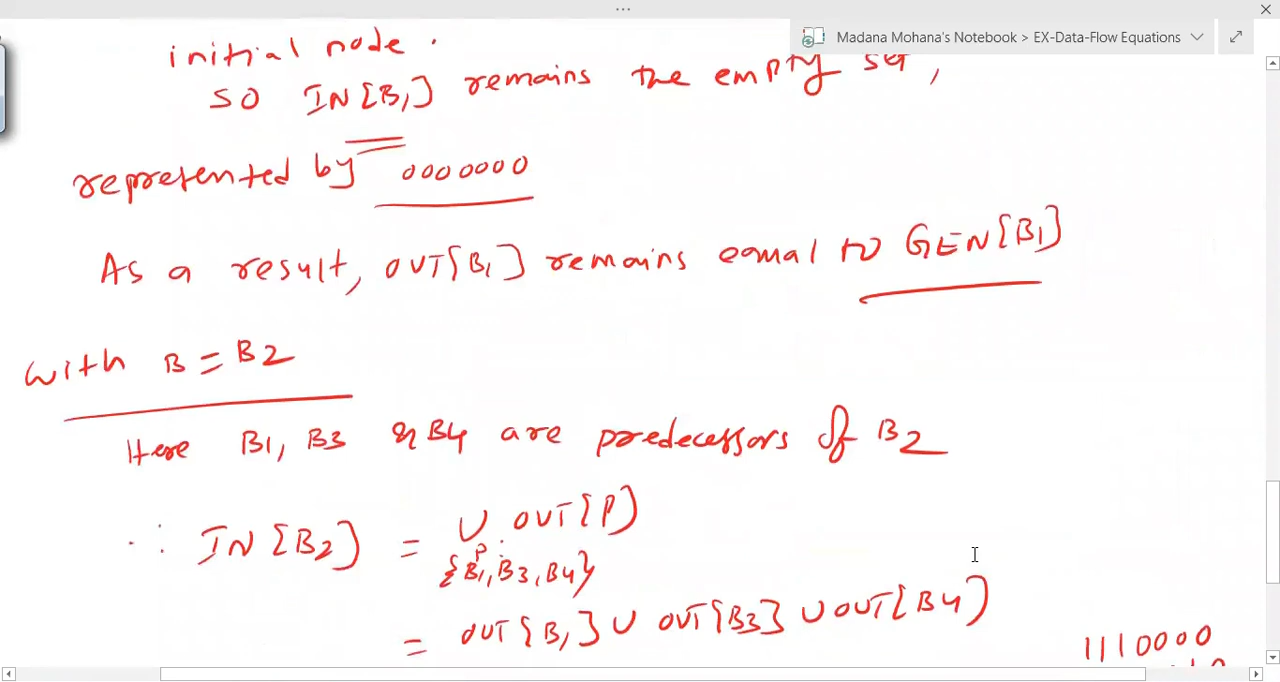 Madana Mohana's Notebook > EX-Data-Flow Equations
initial node.
so IN[B1] remains the empty set,
represented by 0000000
As a result, OUT[B1] remains equal to GEN[B1]
with B = B2
Here B1, B3 & B4 are predecessors of B2
∴ IN[B2] = ∪ OUT[P]
P
{B1, B3, B4}
= OUT[B1] ∪ OUT[B3] ∪ OUT[B4]
1110000